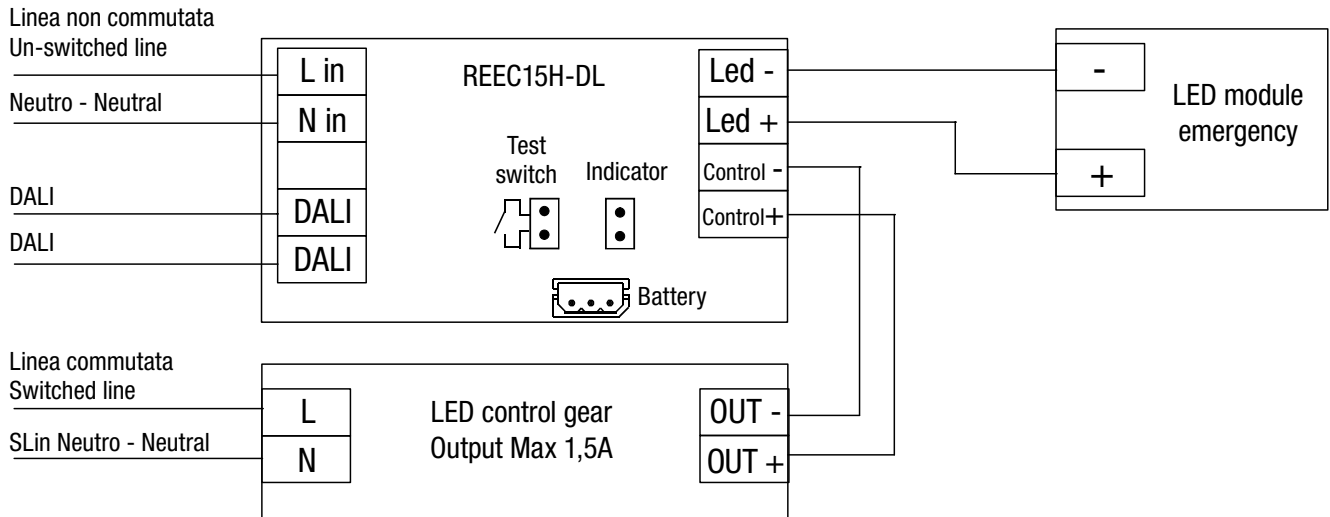 Linea non commutata
Un-switched line
Neutro - Neutral
DALI
DALI
L in
N in
DALI
DALI
REEC15H-DL
Test
switch
Indicator
Battery
Led -
Led +
Control -
Control+
-
+
LED module
emergency
Linea commutata
Switched line
SLin Neutro - Neutral
L
N
LED control gear
Output Max 1,5A
OUT -
OUT +